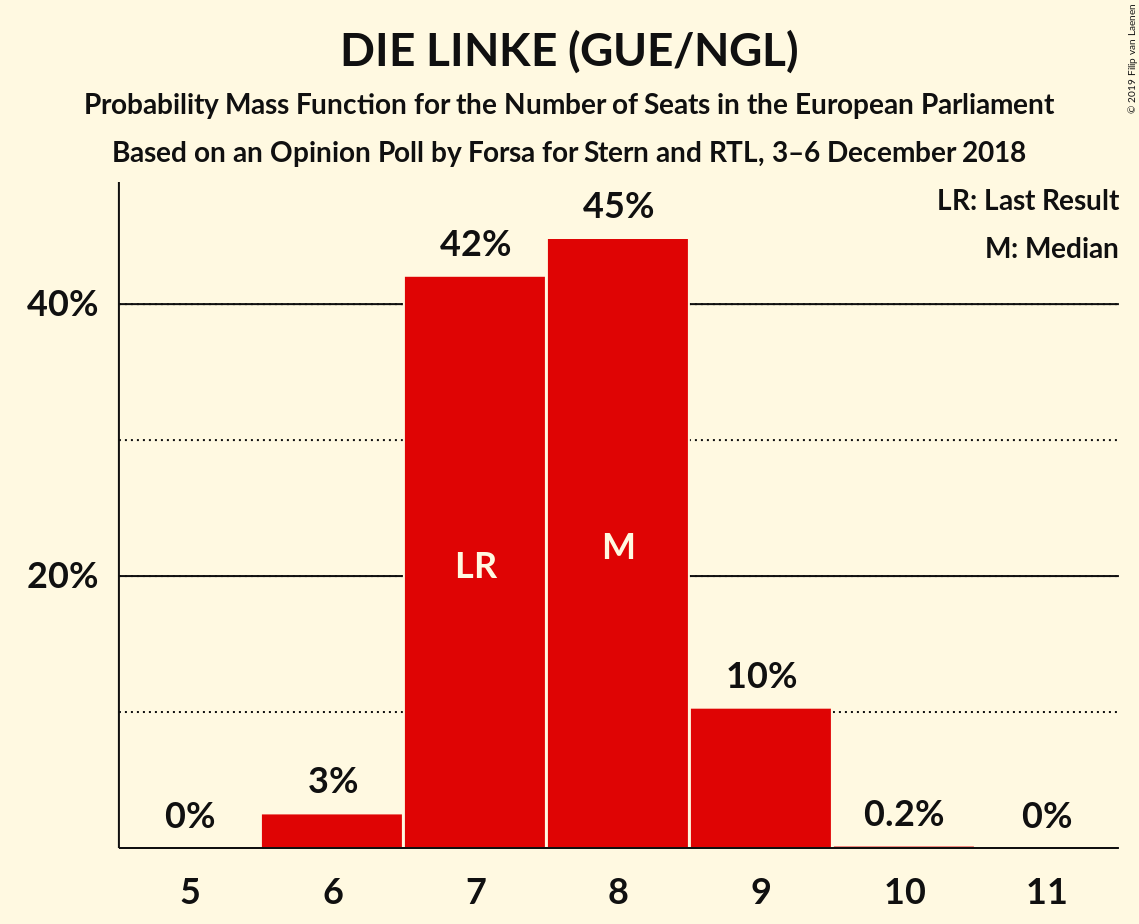 DIE LINKE (GUE/NGL)
Probability Mass Function for the Number of Seats in the European Parliament
Based on an Opinion Poll by Forsa for Stern and RTL, 3–6 December 2018
© 2019 Filip van Laenen
LR: Last Result
M: Median
40%
20%
0%
3%
42%
45%
10%
0.2%
0%
LR
M
5
6
7
8
9
10
11